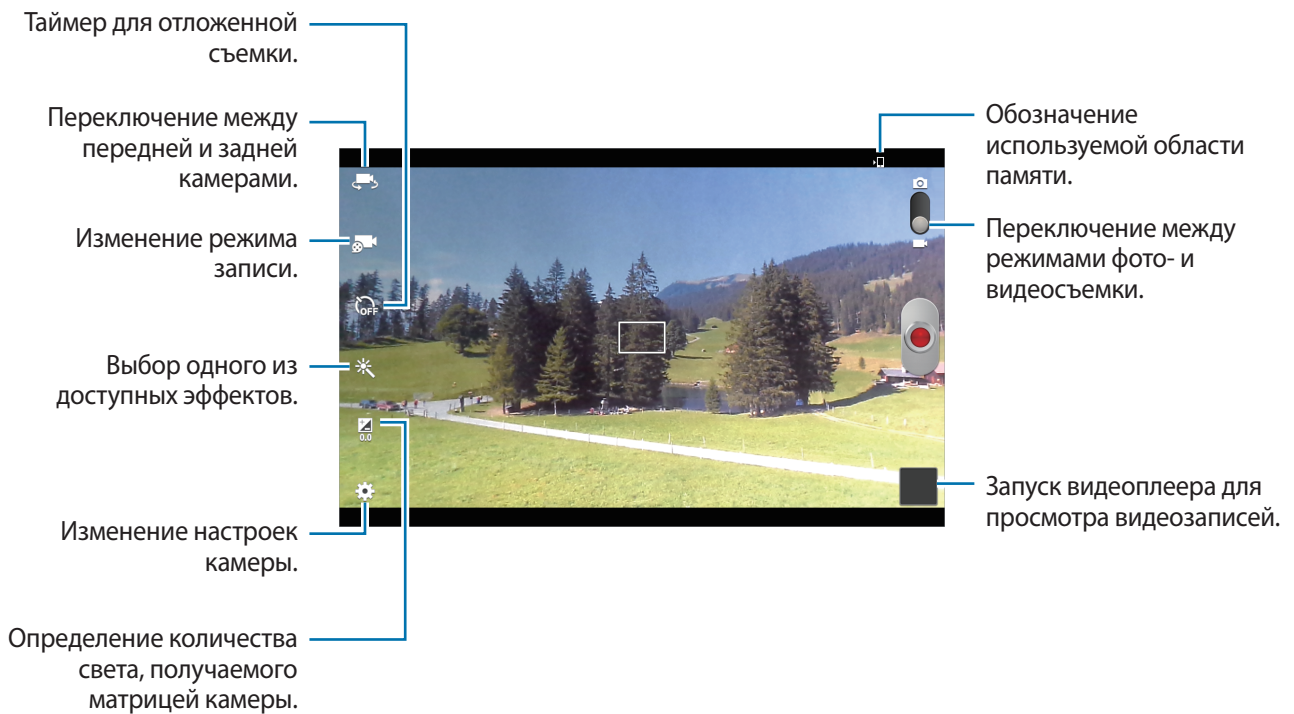 Таймер для отложенной
съемки.
Переключение между
передней и задней
камерами.
Изменение режима
записи.
Выбор одного из
доступных эффектов.
Изменение настроек
камеры.
Определение количества
света, получаемого
матрицей камеры.
OFF
0.0
Обозначение
используемой области
памяти.
Переключение между
режимами фото- и
видеосъемки.
Запуск видеоплеера для
просмотра видеозаписей.